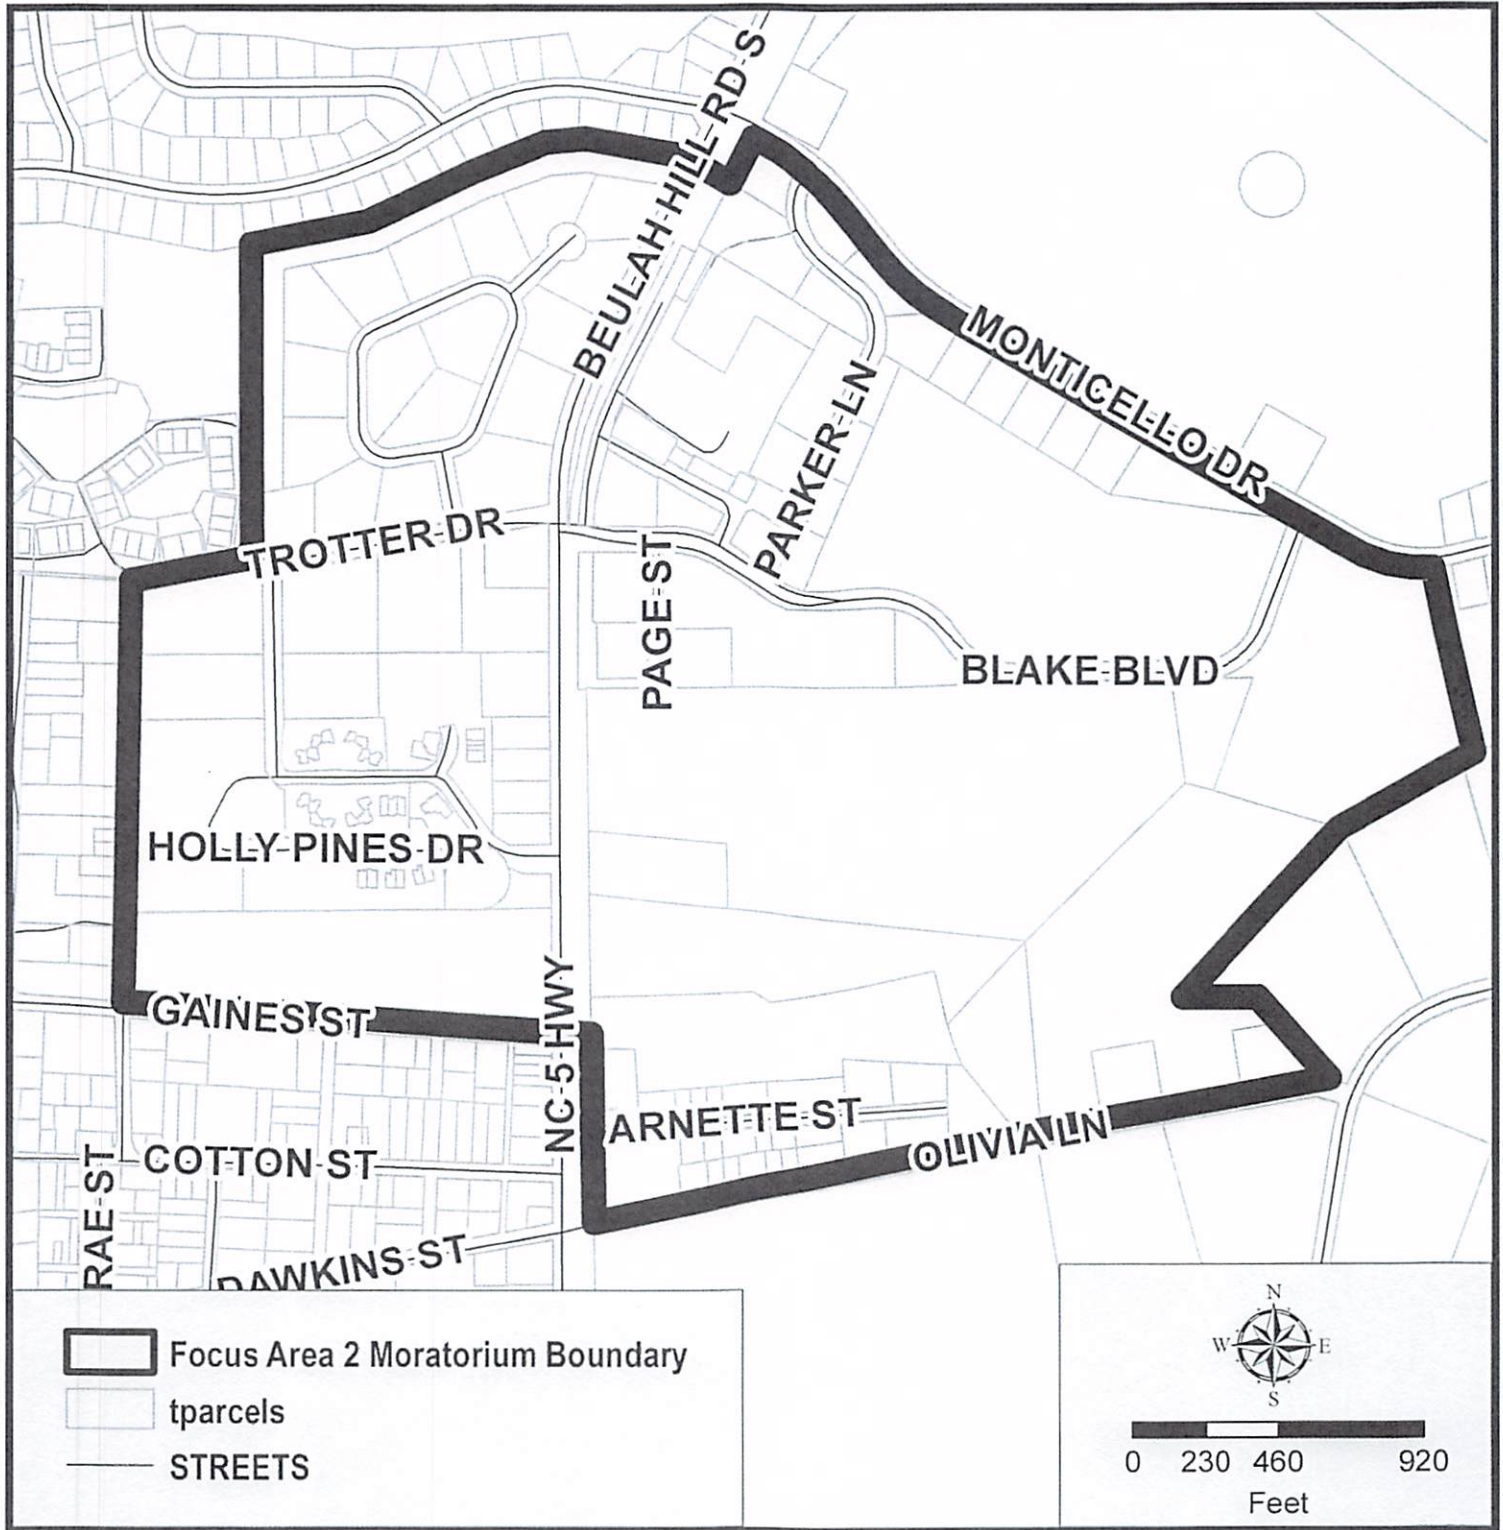 BEULAH HILL RD S
MONTICELLO DR
PARKER LN
TROTTER DR
PAGE ST
BLAKE BLVD
HOLLY PINES DR
NC 5 HWY
GAINES ST
ARNETTE ST
OLIVIA LN
COTTON ST
RAE ST
DAWKINS ST
Focus Area 2 Moratorium Boundary
tparcels
STREETS
N
W E
S
0 230 460 920
Feet